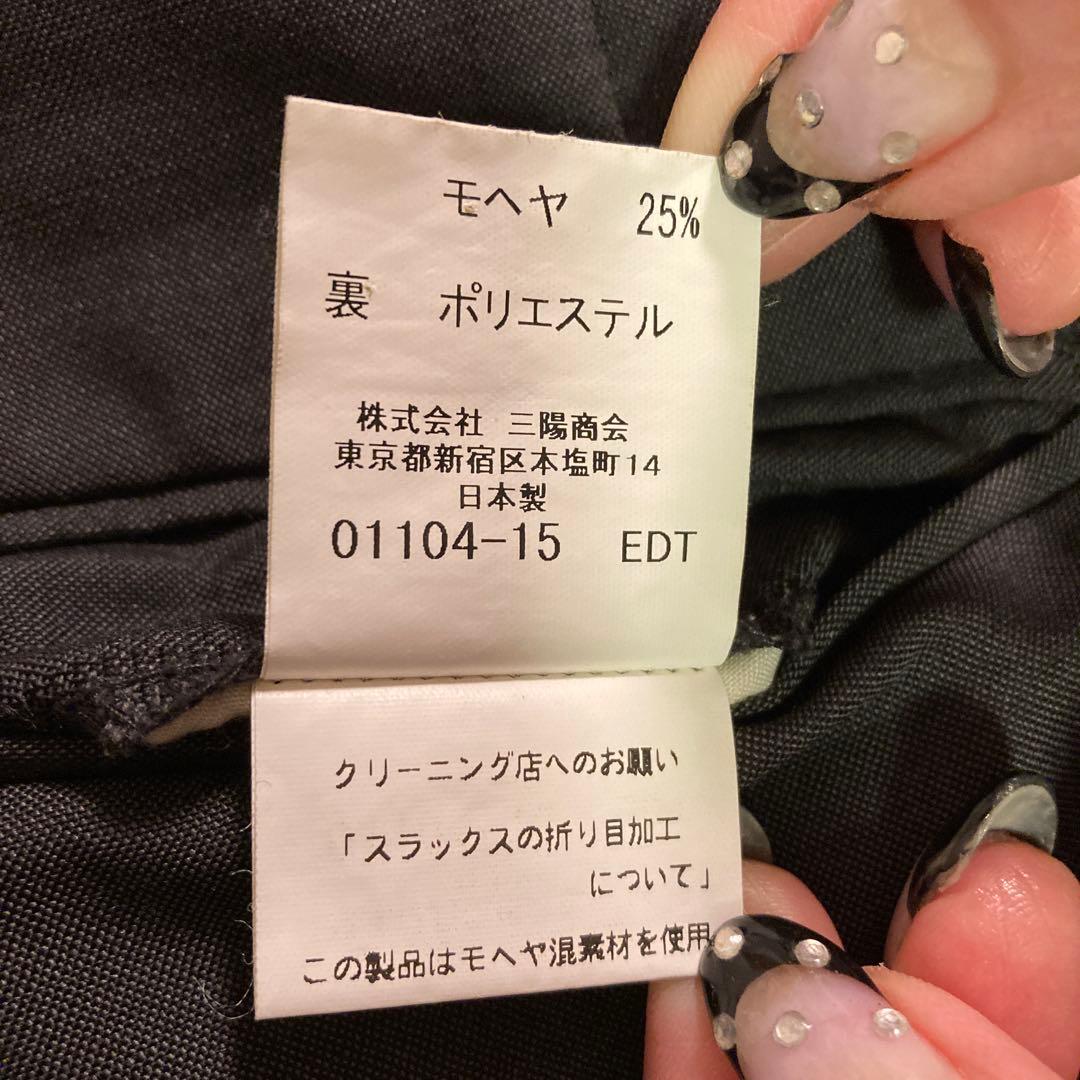 モヘヤ 25%
裏 ポリエステル
株式会社 三陽商会
東京都新宿区本塩町14
日本製
01104-15 EDT
クリーニング店へのお願い
「スラックスの折り目加工
について」
この製品はモヘヤ混素材を使用